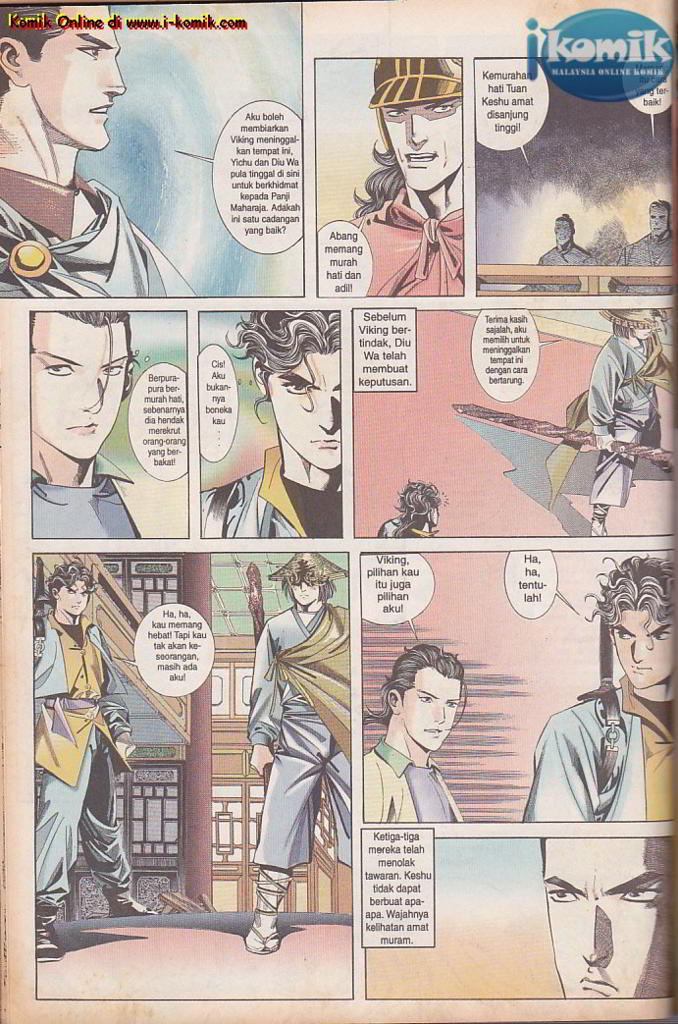 Komik Online di www.i-komik.com
ikomik
MALAYSIA ONLINE KOMIK
Aku boleh
membiarkan
Viking meninggal-
kan tempat ini,
Yichu dan Diu Wa
pula tinggal di sini
untuk berkhidmat
kepada Panji
Maharaja. Adakah
ini satu cadangan
yang baik?
Abang
memang
murah
hati dan
adil!
Kemurahan
hati Tuan
Keshu amat
disanjung
tinggi!
yang ter-
baik!
Berpura-
pura ber-
murah hati,
sebenarnya
dia hendak
merekrut
orang-orang
yang ber-
bakat!
Cis!
Aku
bukan-
nya
boneka
kau
. . .
Sebelum
Viking ber-
tindak, Diu
Wa telah
membuat
keputusan.
Terima kasih
sajalah, aku
memilih untuk
meninggalkan
tempat ini
dengan cara
bertarung.
Ha, ha,
kau memang
hebat! Tapi kau
tak akan ke-
seorangan,
masih ada
aku!
Viking,
pilihan kau
itu juga
pilihan
aku!
Ha,
ha,
tentu-
lah!
Ketiga-tiga
mereka telah
menolak
tawaran. Keshu
tidak dapat
berbuat apa-
apa. Wajahnya
kelihatan amat
muram.